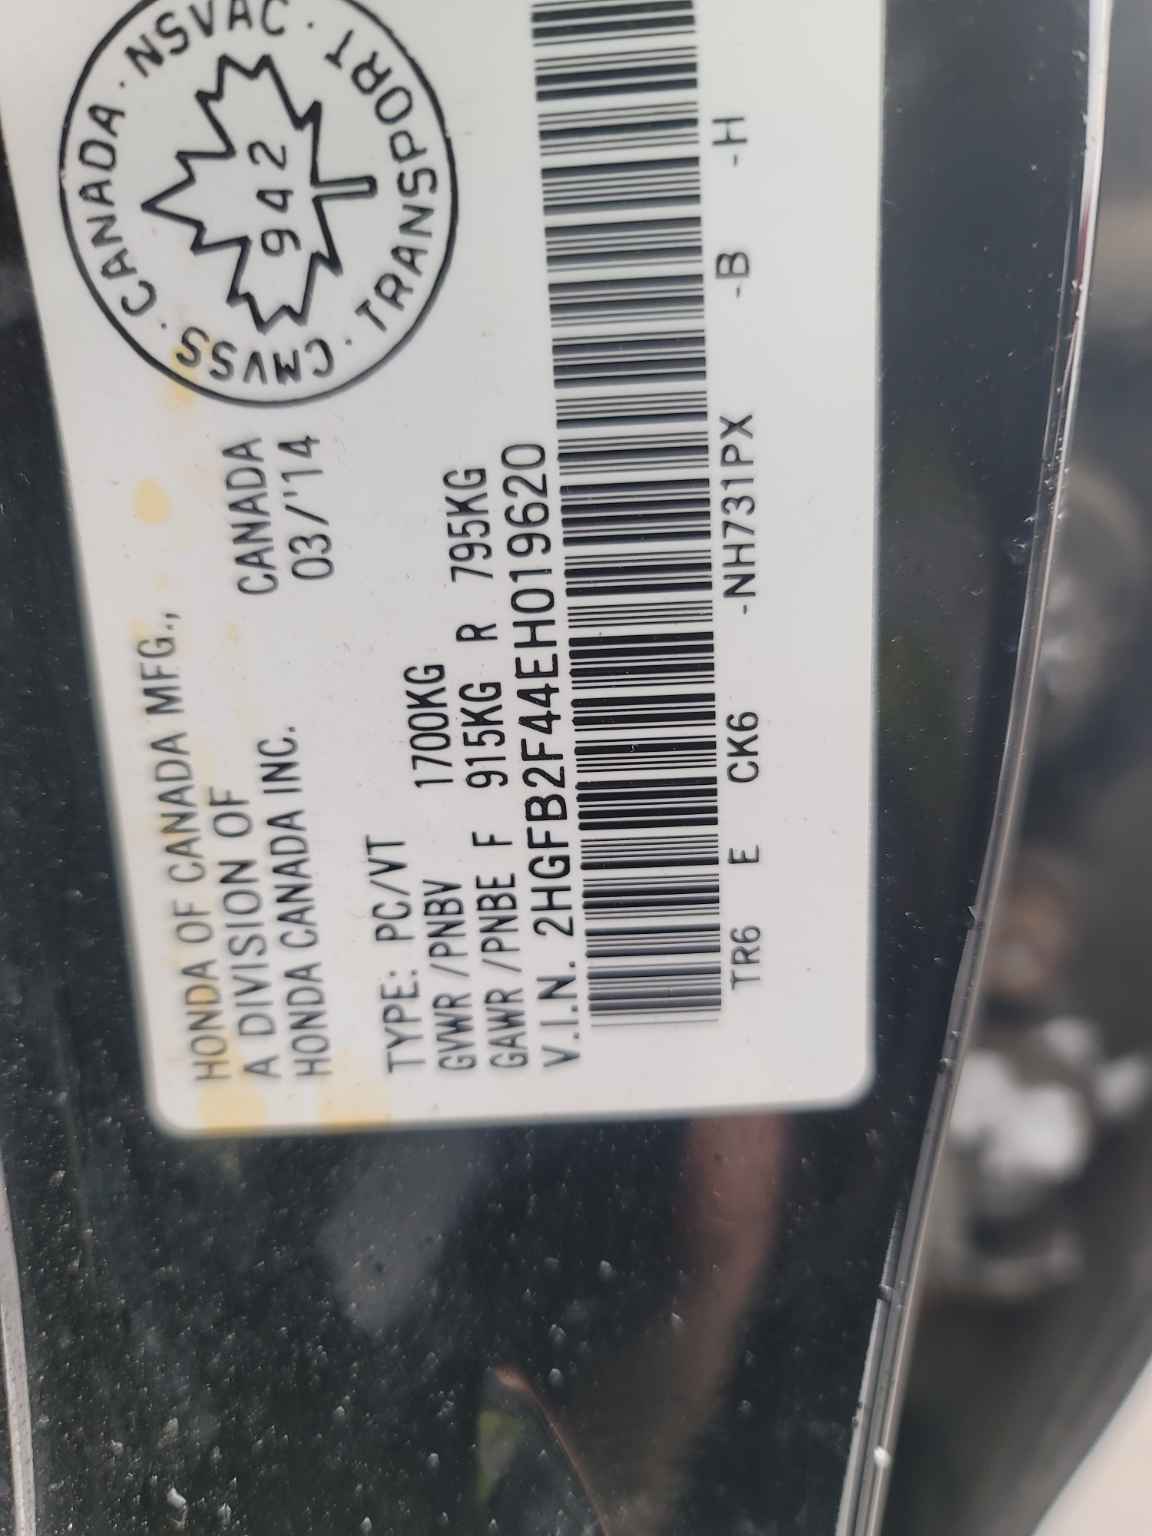 HONDA OF CANADA MFG.,
A DIVISION OF CANADA
HONDA CANADA INC. 03/'14
TYPE: PC/VT
GVWR/PNBV 1700KG
GAWR/PNBE F 915KG R 795KG
V.I.N. 2HGFB2F44EH019620
TR6 E CK6 -NH731PX -B -H
CMVSS · CANADA · NSVAC · TRANSPORT ·
942